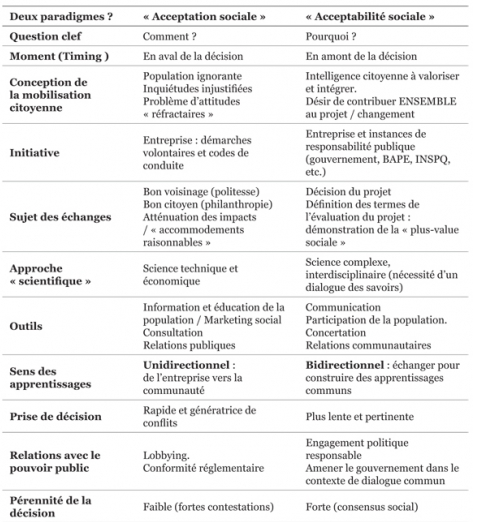 Deux paradigmes ? « Acceptation sociale » « Acceptabilité sociale »
Question clef Comment ? Pourquoi ?
Moment (Timing ) En aval de la décision En amont de la décision
Conception de
la mobilisation
citoyenne
Population ignorante
Inquiétudes injustifiées
Problème d’attitudes
« réfractaires »
Intelligence citoyenne à valoriser
et intégrer.
Désir de contribuer ENSEMBLE
au projet / changement
Initiative
Entreprise : démarches
volontaires et codes de
conduite
Entreprise et instances de
responsabilité publique
(gouvernement, BAPE, INSPQ,
etc.)
Sujet des échanges
Bon voisinage (politesse)
Bon citoyen (philanthropie)
Atténuation des impacts
/ « accommodements
raisonnables »
Décision du projet
Définition des termes de
l’évaluation du projet :
démonstration de la « plus-value
sociale »
Approche
« scientifique »
Science technique et
économique
Science complexe,
interdisciplinaire (nécessité d’un
dialogue des savoirs)
Outils
Information et éducation de la
population / Marketing social
Consultation
Relations publiques
Communication
Participation de la population.
Concertation
Relations communautaires
Sens des
apprentissages
Unidirectionnel :
de l’entreprise vers la
communauté
Bidirectionnel : échanger pour
construire des apprentissages
communs
Prise de décision
Rapide et génératrice de
conflits
Plus lente et pertinente
Relations avec le
pouvoir public
Lobbying.
Conformité réglementaire
Engagement politique
responsable
Amener le gouvernement dans le
contexte de dialogue commun
Pérennité de la
décision
Faible (fortes contestations)
Forte (consensus social)